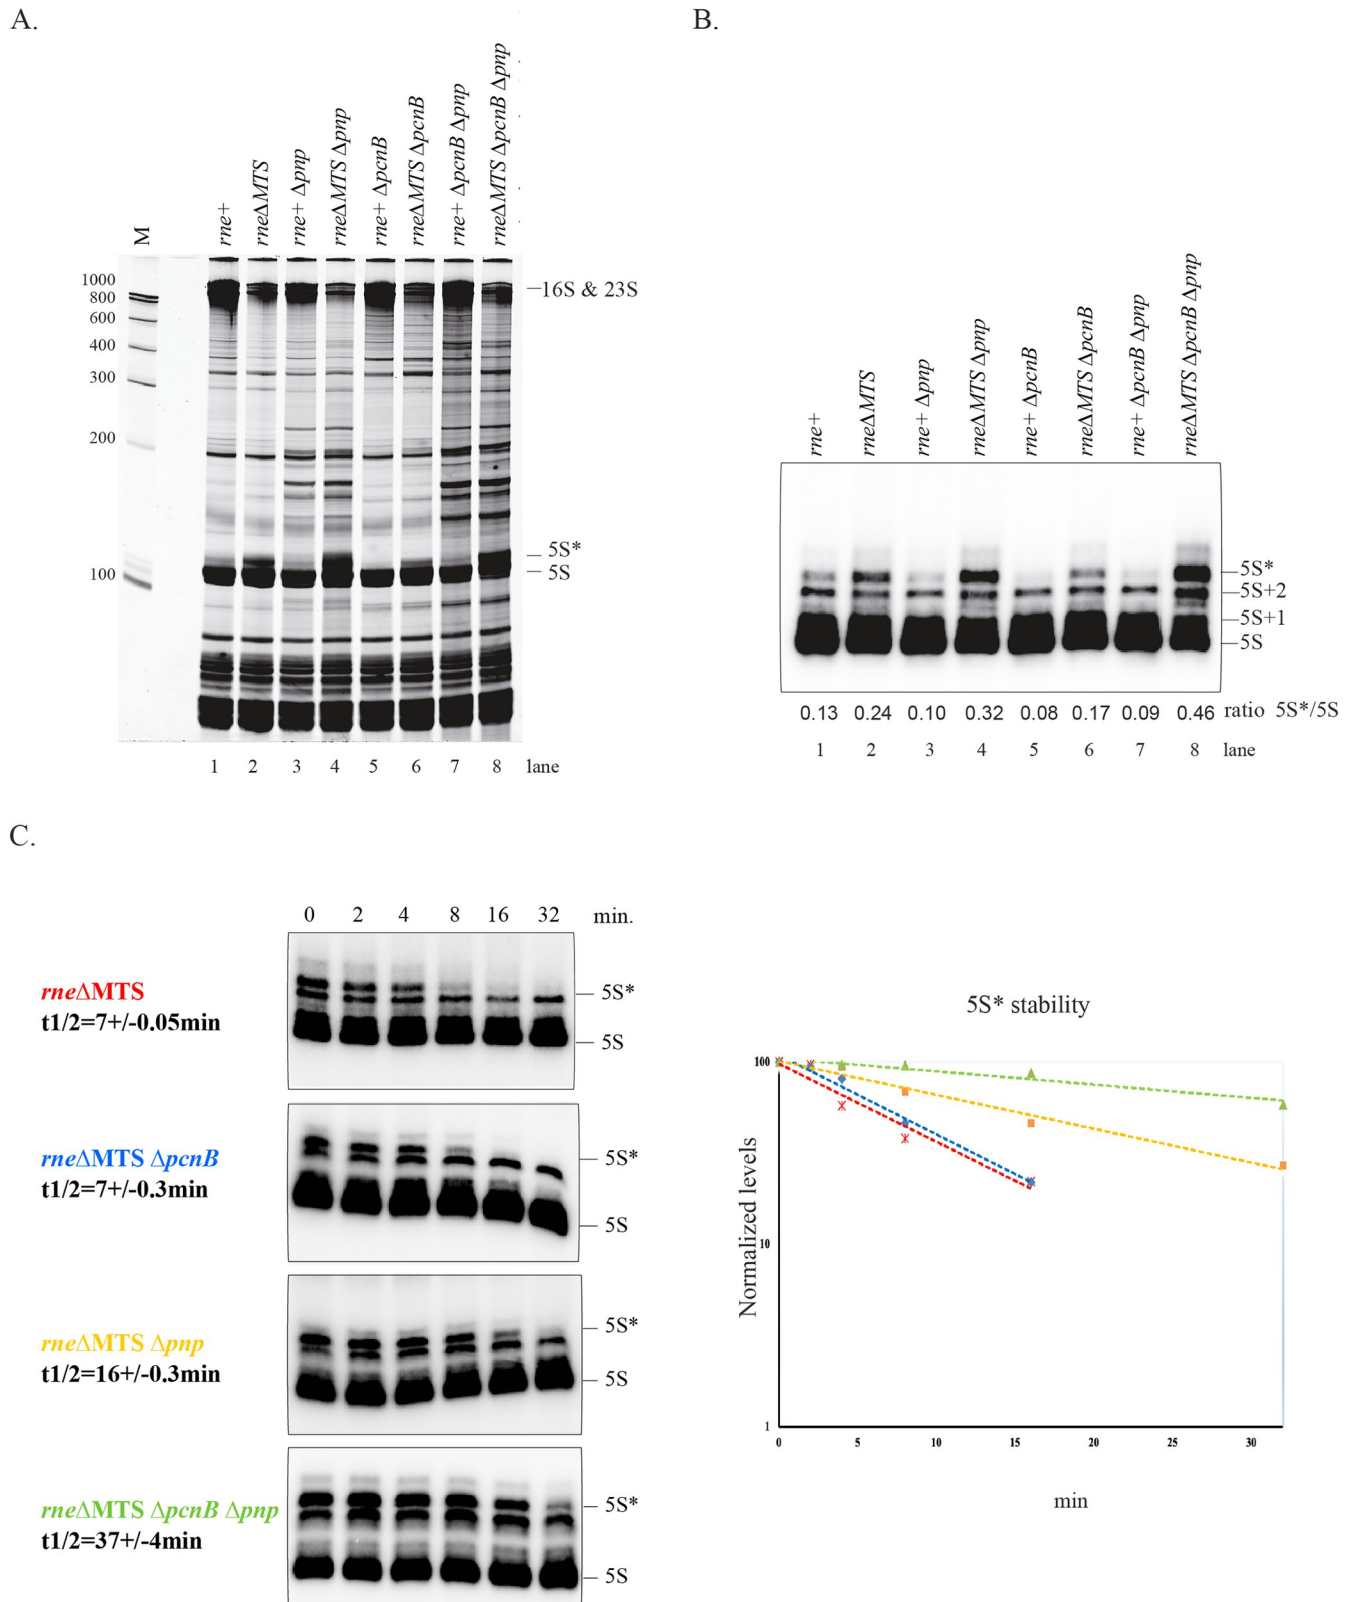 A.
M
rne+
rneΔMTS
rne+ Δpnp
rneΔMTS Δpnp
rne+ ΔpcnB
rneΔMTS ΔpcnB
rne+ ΔpcnB Δpnp
rneΔMTS ΔpcnB Δpnp
1000
800
600
400
300
200
100
16S & 23S
5S*
5S
1 2 3 4 5 6 7 8 lane
B.
rne+
rneΔMTS
rne+ Δpnp
rneΔMTS Δpnp
rne+ ΔpcnB
rneΔMTS ΔpcnB
rne+ ΔpcnB Δpnp
rneΔMTS ΔpcnB Δpnp
5S*
5S+2
5S+1
5S
0.13 0.24 0.10 0.32 0.08 0.17 0.09 0.46 ratio 5S*/5S
1 2 3 4 5 6 7 8 lane
C.
0 2 4 8 16 32 min.
rneΔMTS
t1/2=7+/-0.05min
5S*
5S
rneΔMTS ΔpcnB
t1/2=7+/-0.3min
5S*
5S
rneΔMTS Δpnp
t1/2=16+/-0.3min
5S*
5S
rneΔMTS ΔpcnB Δpnp
t1/2=37+/-4min
5S*
5S
5S* stability
Normalized levels
100
10
1
0 5 10 15 20 25 30
min